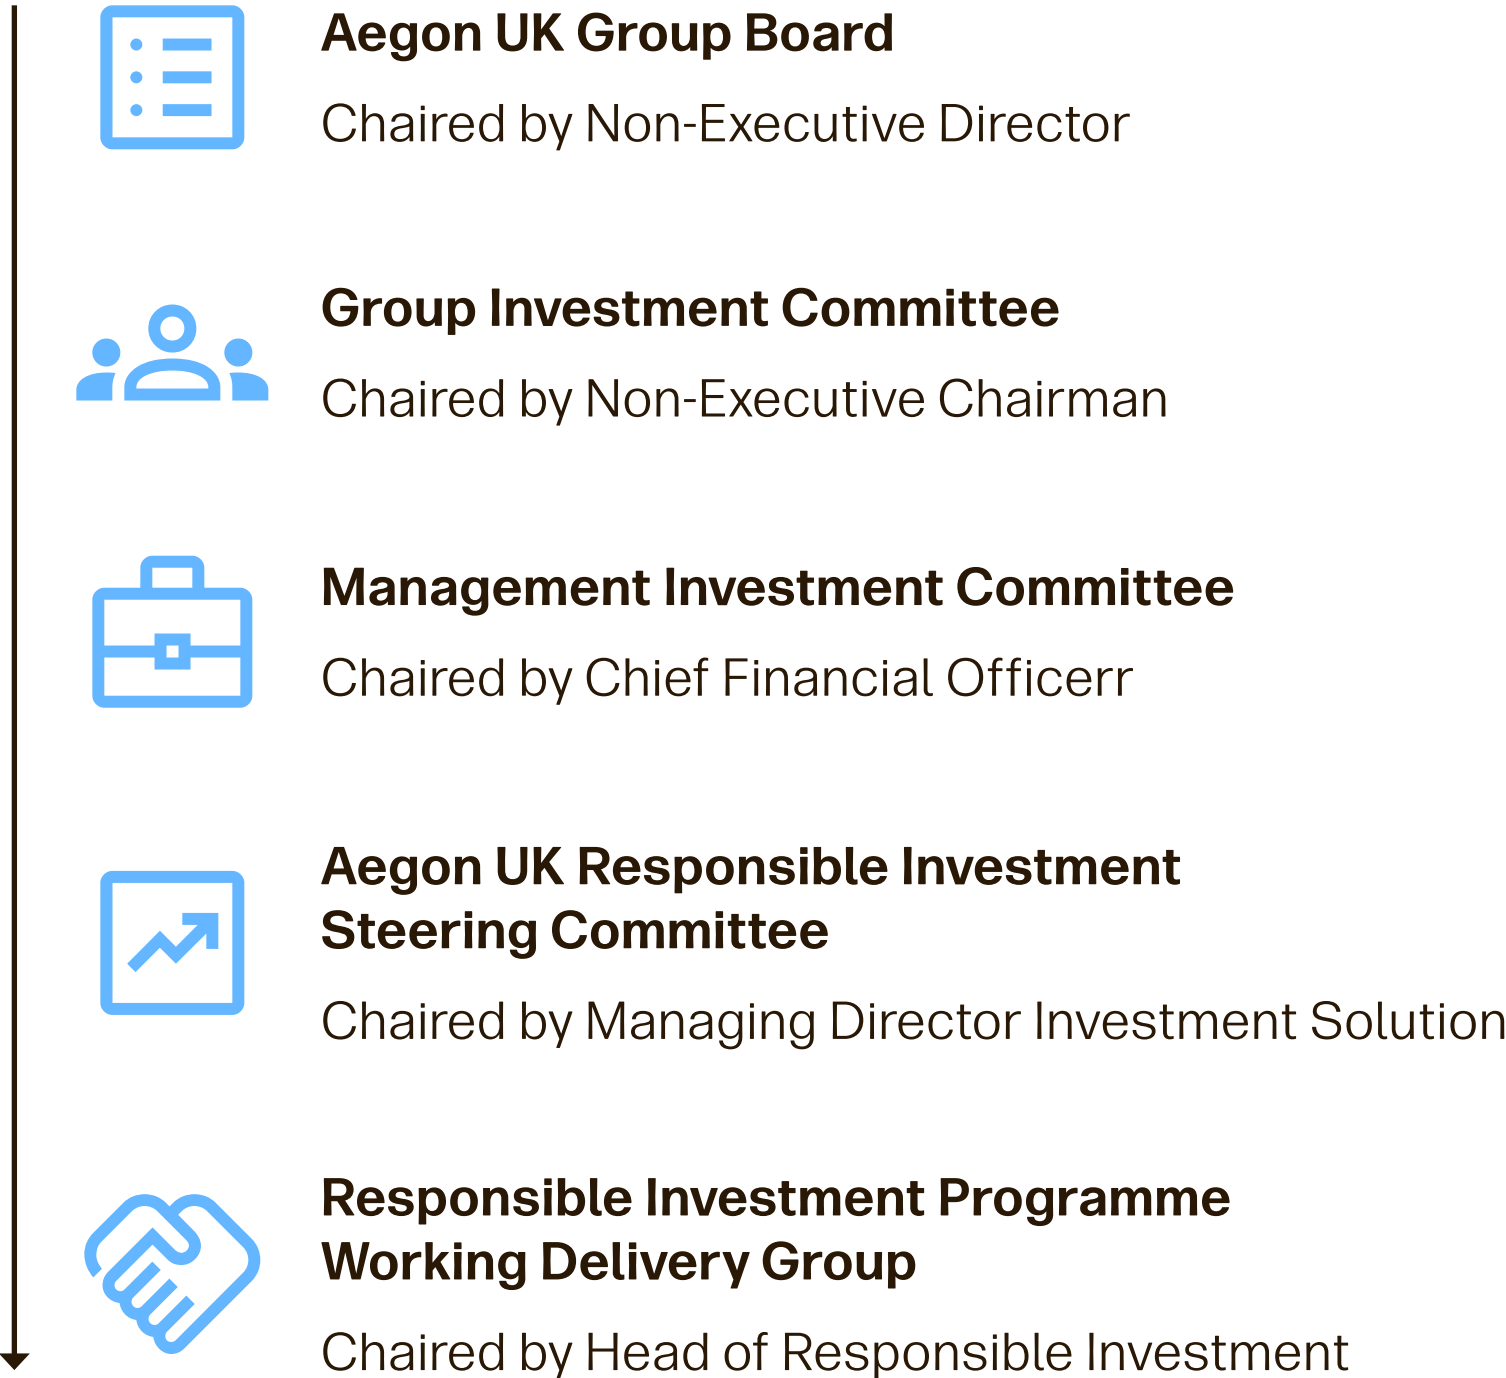 Aegon UK Group Board
Chaired by Non-Executive Director
Group Investment Committee
Chaired by Non-Executive Chairman
Management Investment Committee
Chaired by Chief Financial Officerr
Aegon UK Responsible Investment
Steering Committee
Chaired by Managing Director Investment Solution
Responsible Investment Programme
Working Delivery Group
Chaired by Head of Responsible Investment